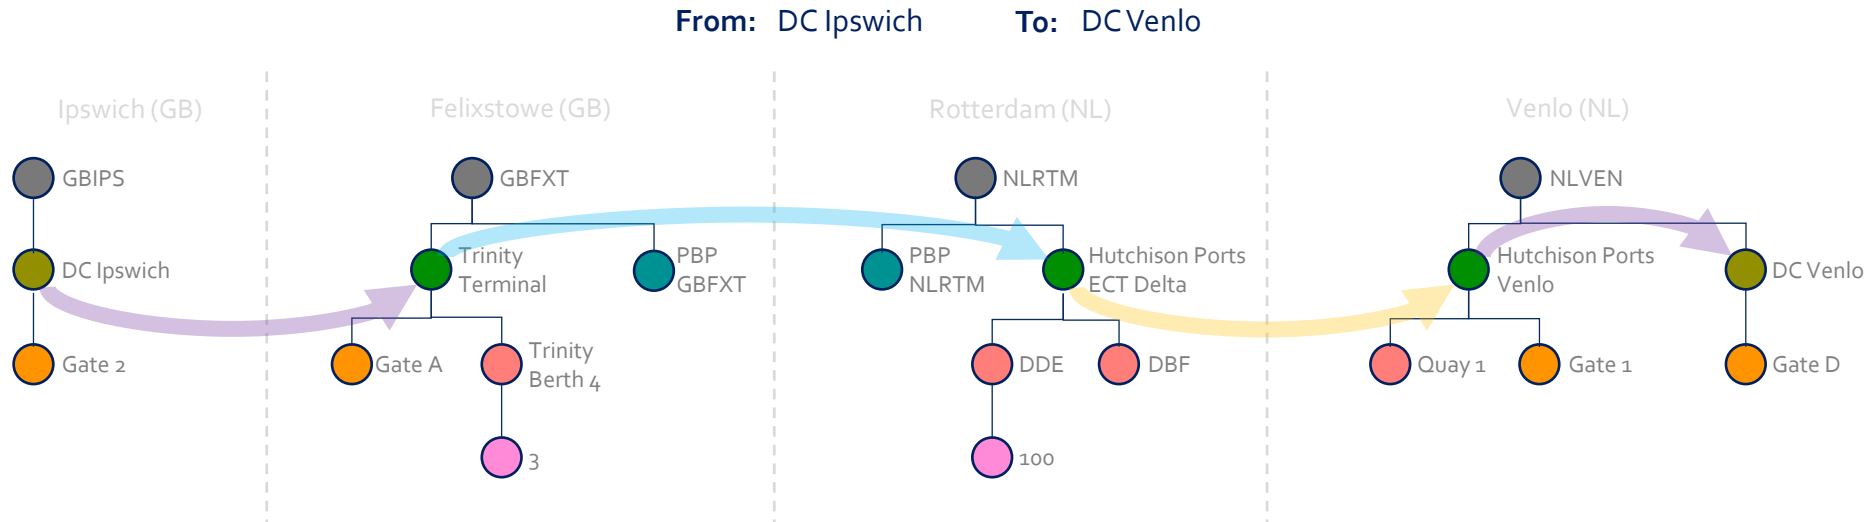 From: DC Ipswich To: DC Venlo
Ipswich (GB)
Felixstowe (GB)
Rotterdam (NL)
Venlo (NL)
GBIPS
GBFXT
NLRTM
NLVEN
DC Ipswich
Trinity
Terminal
PBP
GBFXT
PBP
NLRTM
Hutchison Ports
ECT Delta
Hutchison Ports
Venlo
DC Venlo
Gate 2
Gate A
Trinity
Berth 4
DDE
DBF
Quay 1
Gate 1
Gate D
3
100